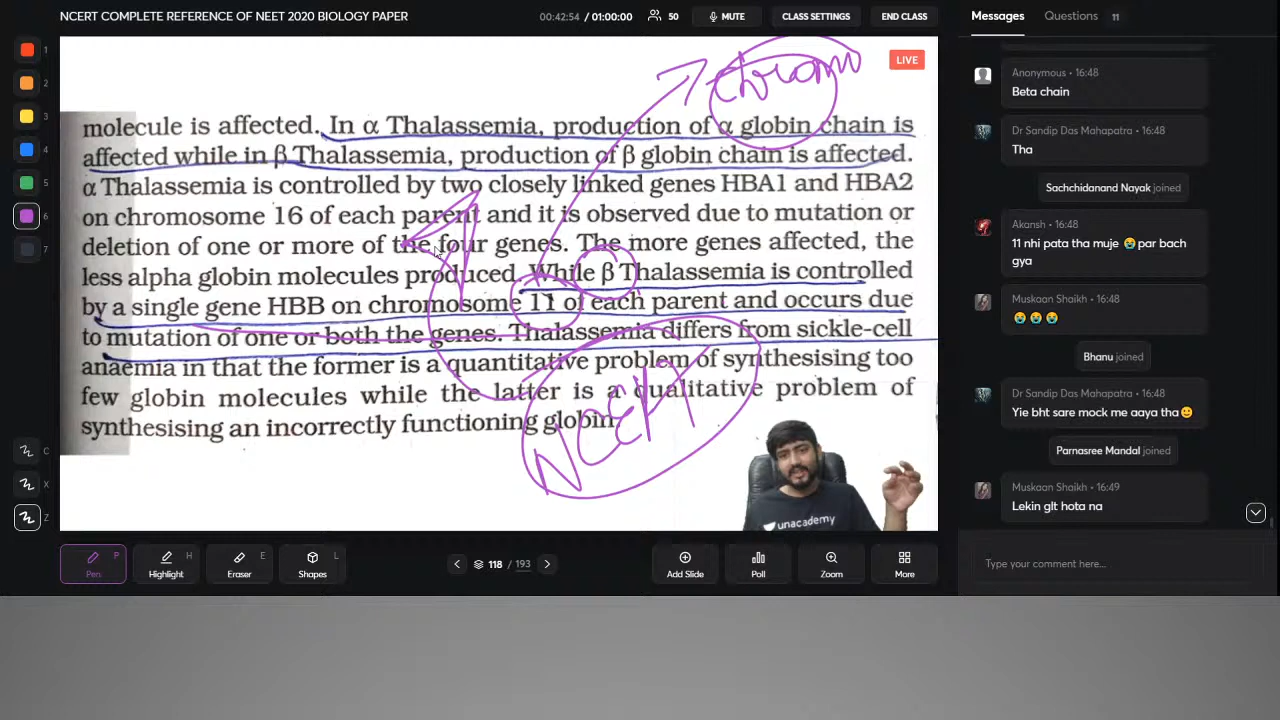 NCERT COMPLETE REFERENCE OF NEET 2020 BIOLOGY PAPER
00:42:54 / 01:00:00
50
MUTE
CLASS SETTINGS
END CLASS
Messages
Questions 11
1
2
3
4
5
6
7
C
X
Z
LIVE
chromo
molecule is affected. In α Thalassemia, production of α globin chain is
affected while in β Thalassemia, production of β globin chain is affected.
α Thalassemia is controlled by two closely linked genes HBA1 and HBA2
on chromosome 16 of each parent and it is observed due to mutation or
deletion of one or more of the four genes. The more genes affected, the
less alpha globin molecules produced. While β Thalassemia is controlled
by a single gene HBB on chromosome 11 of each parent and occurs due
to mutation of one or both the genes. Thalassemia differs from sickle-cell
anaemia in that the former is a quantitative problem of synthesising too
few globin molecules while the latter is a qualitative problem of
synthesising an incorrectly functioning globin.
NCERT
unacademy
Anonymous • 16:48
Beta chain
Dr Sandip Das Mahapatra • 16:48
Tha
Sachchidanand Nayak joined
Akansh • 16:48
11 nhi pata tha muje 😭 par bach
gya
Muskaan Shaikh • 16:48
😭 😭 😭
Bhanu joined
Dr Sandip Das Mahapatra • 16:48
Yie bht sare mock me aaya tha🙂
Parnasree Mandal joined
Muskaan Shaikh • 16:49
Lekin glt hota na
Type your comment here...
Pen P
Highlight H
Eraser E
Shapes L
118 / 193
Add Slide
Poll
Zoom
More